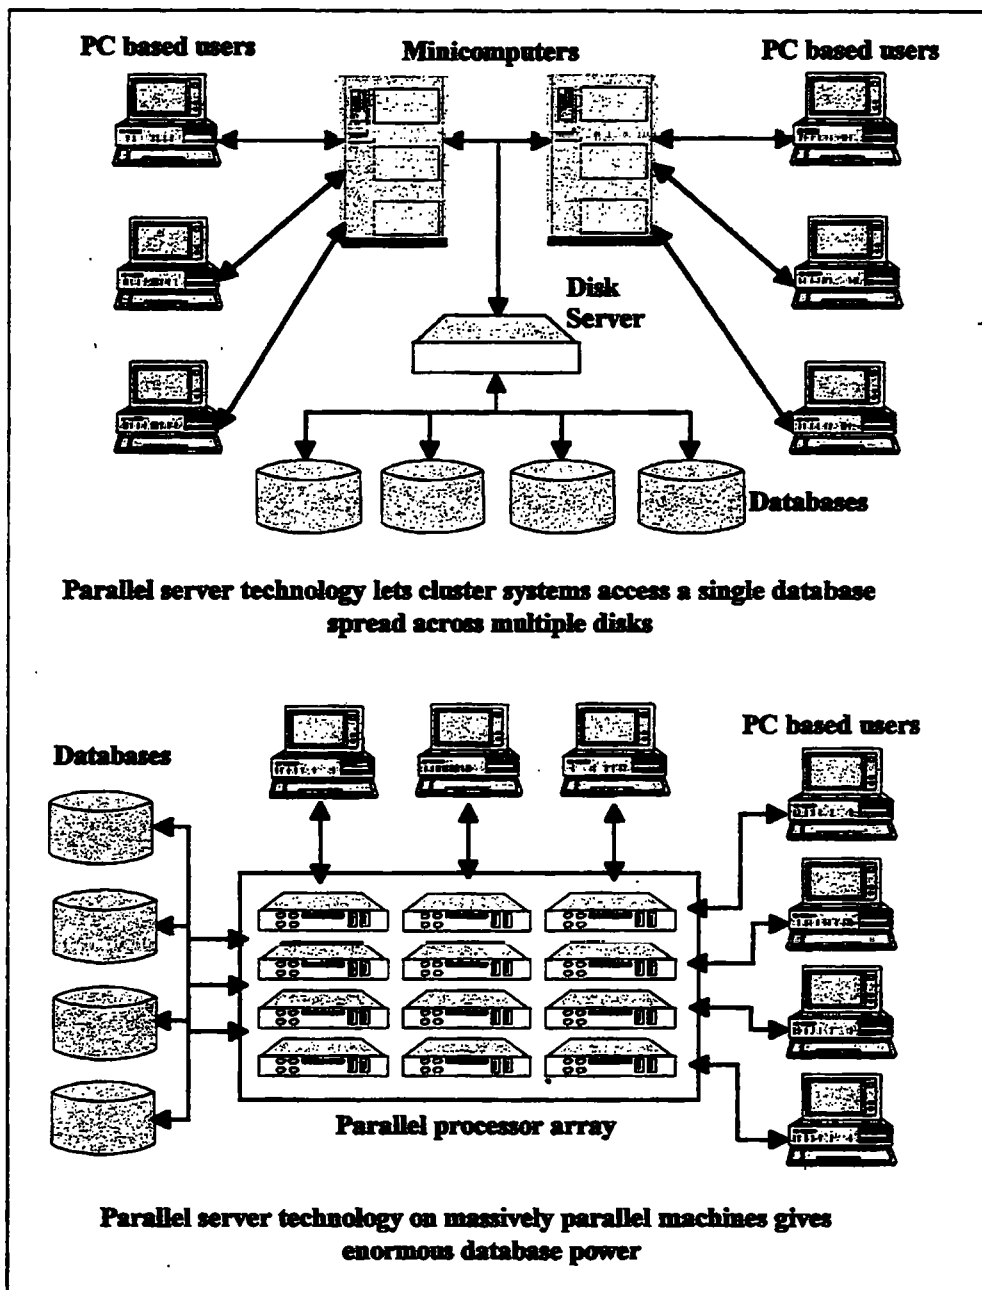 PC based users
Minicomputers
PC based users
Disk
Server
Databases
Parallel server technology lets cluster systems access a single database
spread across multiple disks
PC based users
Databases
Parallel processor array
Parallel server technology on massively parallel machines gives
enormous database power